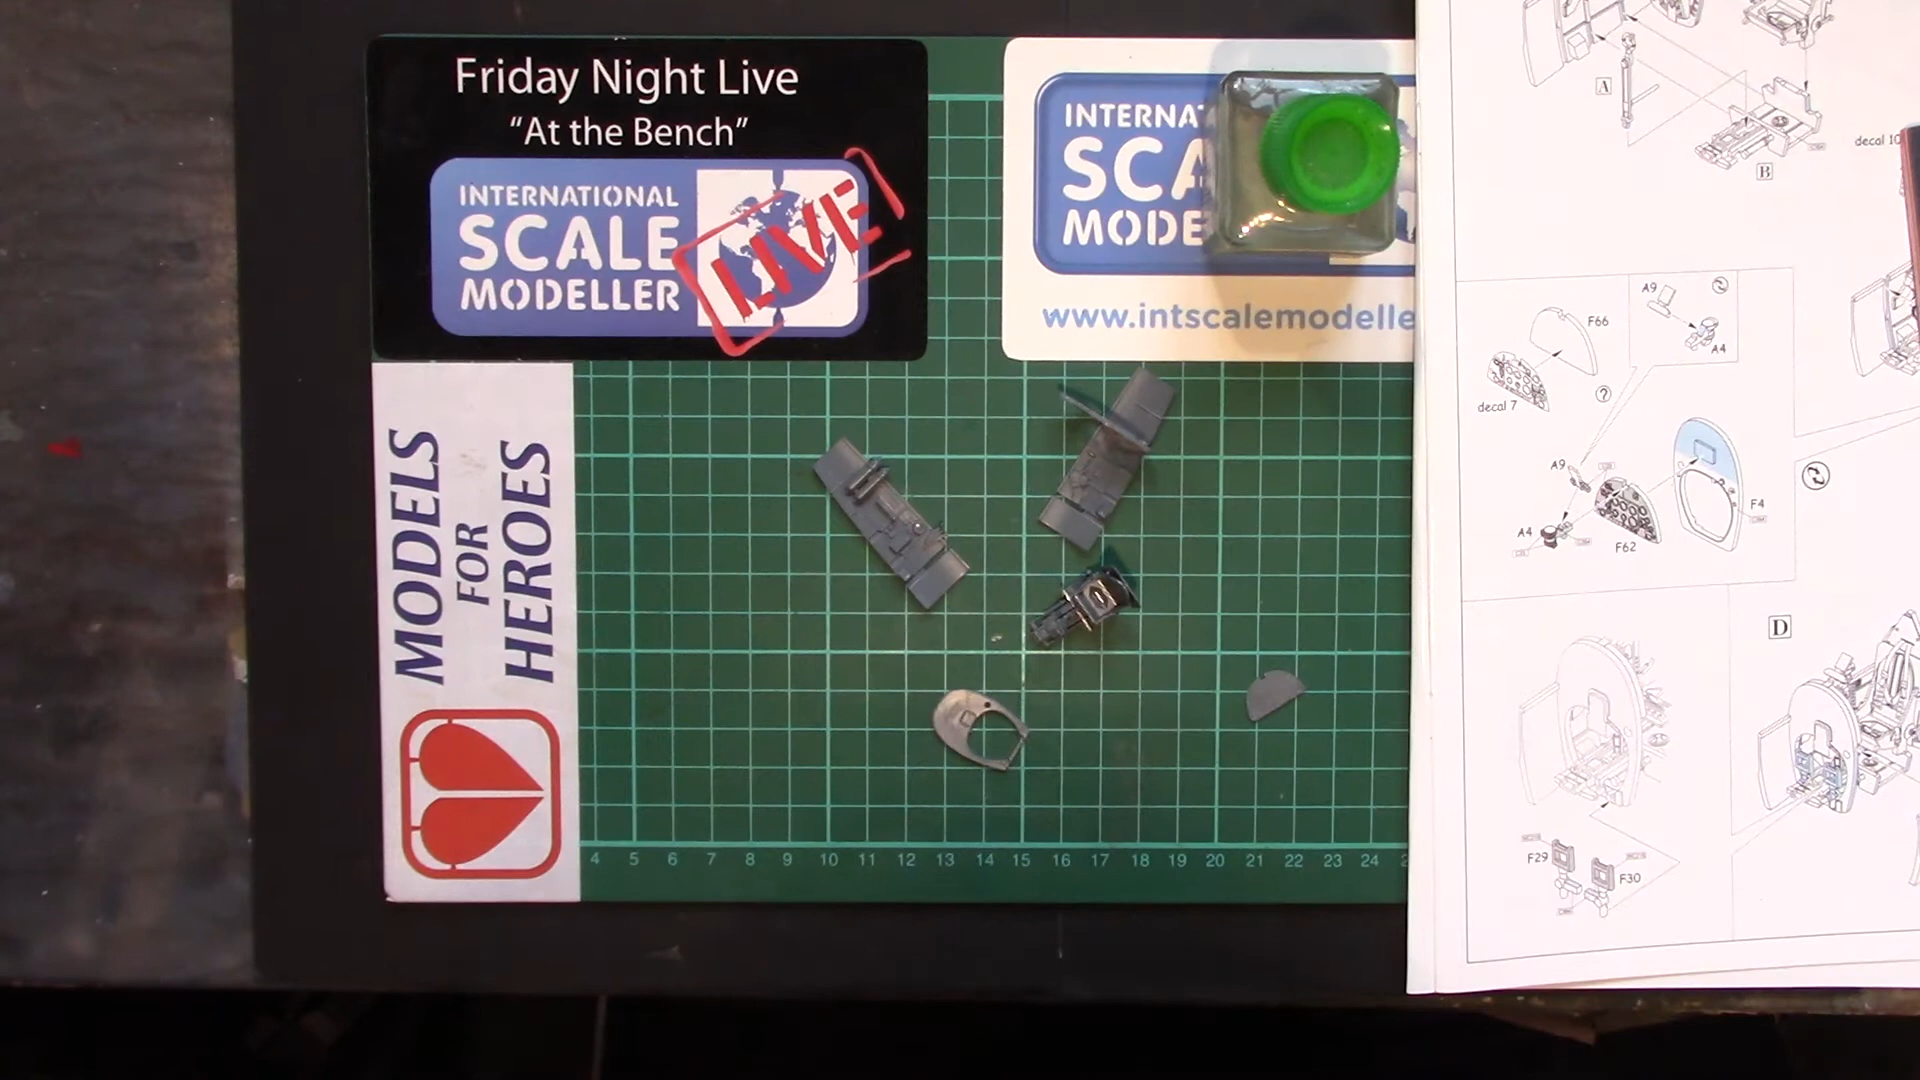 Friday Night Live
“At the Bench”
INTERNATIONAL
SCALE
MODELLER
LIVE!
INTERNAT
SCA
MODE
www.intscalemodelle
MODELS
FOR
HEROES
4 5 6 7 8 9 10 11 12 13 14 15 16 17 18 19 20 21 22 23 24
A
B
decal 10
A9
A4
F66
decal 7
?
A9
A4
F62
F4
D
F29
F30